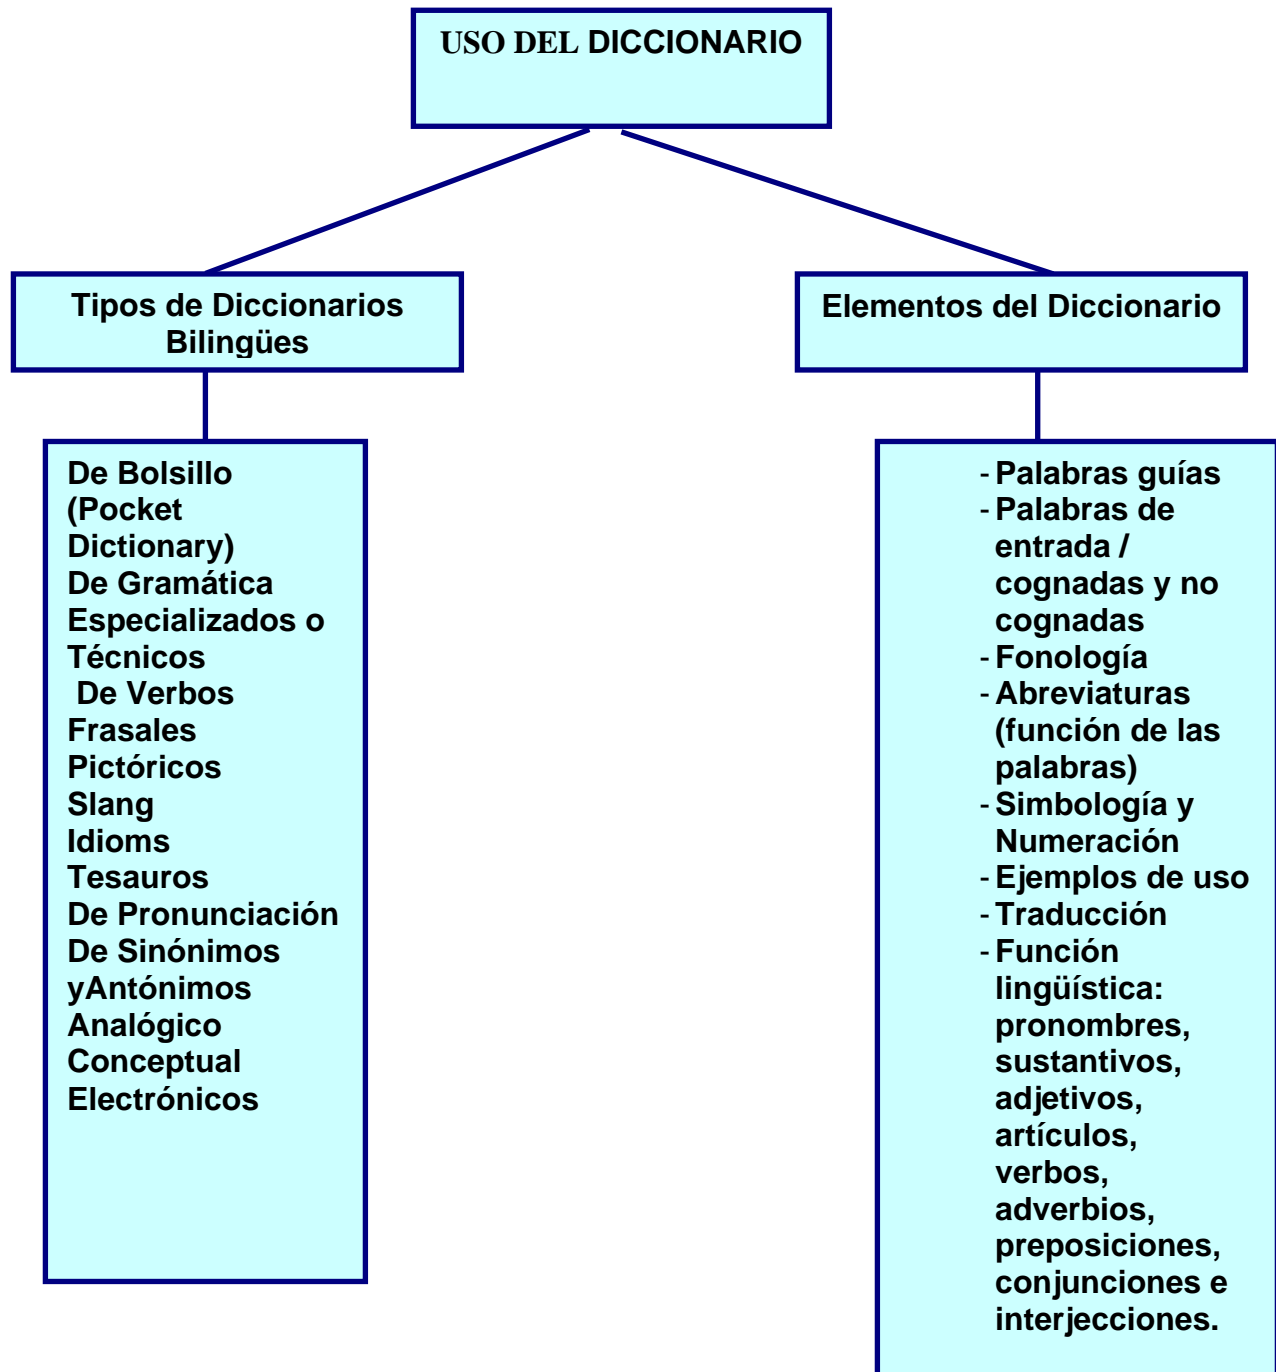 USO DEL DICCIONARIO
Tipos de Diccionarios
Bilingües
De Bolsillo
(Pocket
Dictionary)
De Gramática
Especializados o
Técnicos
De Verbos
Frasales
Pictóricos
Slang
Idioms
Tesauros
De Pronunciación
De Sinónimos
yAntónimos
Analógico
Conceptual
Electrónicos
Elementos del Diccionario
- Palabras guías
- Palabras de
entrada /
cognadas y no
cognadas
- Fonología
- Abreviaturas
(función de las
palabras)
- Simbología y
Numeración
- Ejemplos de uso
- Traducción
- Función
lingüística:
pronombres,
sustantivos,
adjetivos,
artículos,
verbos,
adverbios,
preposiciones,
conjunciones e
interjecciones.